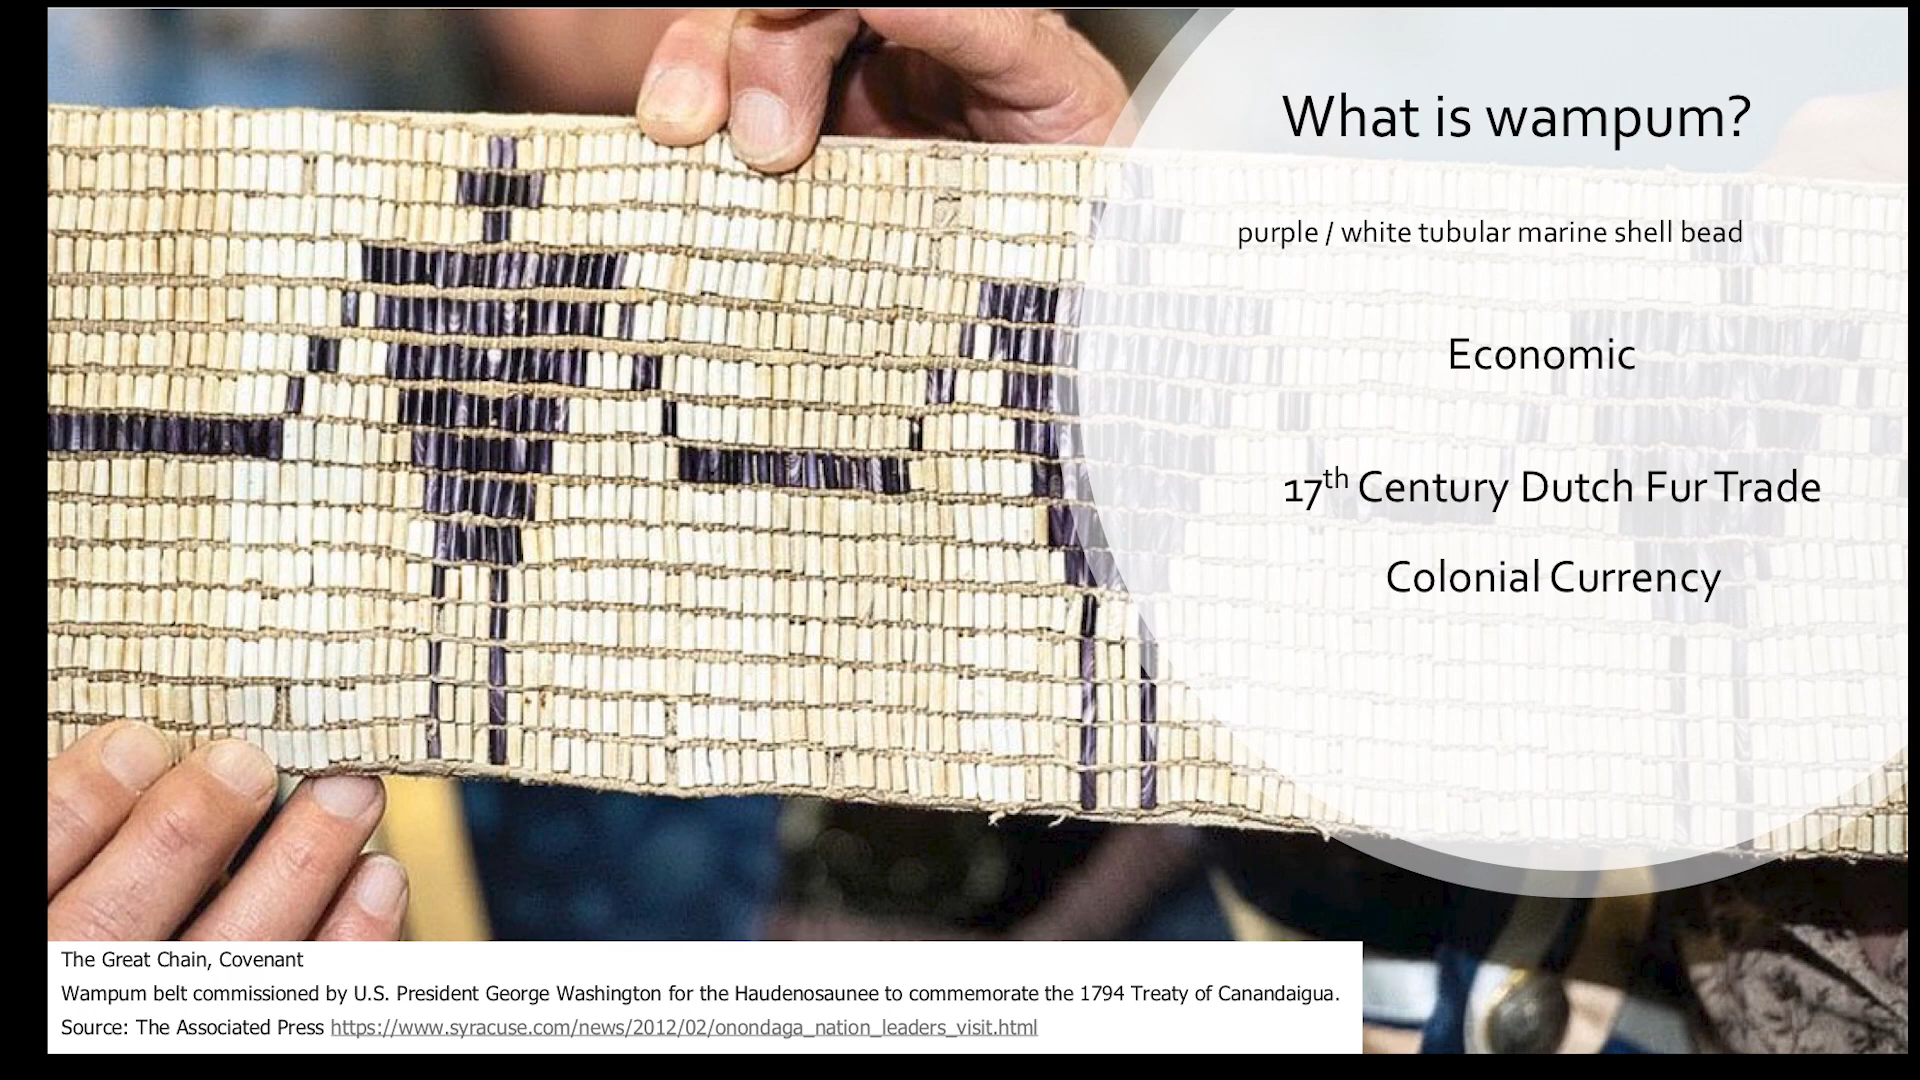 What is wampum?
purple / white tubular marine shell bead
Economic
17th Century Dutch Fur Trade
Colonial Currency
The Great Chain, Covenant
Wampum belt commissioned by U.S. President George Washington for the Haudenosaunee to commemorate the 1794 Treaty of Canandaigua.
Source: The Associated Press https://www.syracuse.com/news/2012/02/onondaga_nation_leaders_visit.html